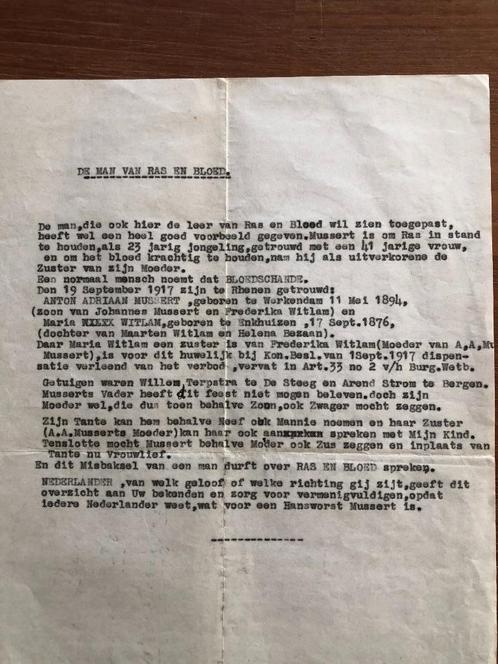 DE MAN VAN RAS EN BLOED.
De man,die ook hier de leer van Ras en Bloed wil zien toegepast,
heeft wel een heel goed voorbeeld gegeven.Mussert is om Ras in stand
te houden,als 23 jarig jongeling,getrouwd met een 41 jarige vrouw,
en om het bloed krachtig te houden,nam hij als uitverkorene de
Zuster van zijn Moeder.
Een normaal mensch noemt dat BLOEDSCHANDE.
Den 19 September 1917 zijn te Rhenen getrouwd:
ANTON ADRIAAN MUSSERT ,geboren te Werkendam 11 Mei 1894,
(zoon van Johannes Mussert en Frederika Witlam) en
Maria WITLAM,geboren te Enkhuizen ,17 Sept.1876,
(dochter van Maarten Witlam en Helena Bezaan).
Daar Maria Witlam een zuster is van Frederika Witlam(Moeder van A,A,Mu
Mussert),is voor dit huwelijk bij Kon.Besl.van 1Sept.1917 dispen-
satie verleend van het verbod ,vervat in Art.33 no 2 v/h Burg.Wetb.
Getuigen waren Willem Terpstra te De Steeg en Arend Strom te Bergen.
Musserts Vader heeft dit feest niet mogen beleven.doch zijn
Moeder wel,die dus toen behalve Zoon,ook Zwager mocht zeggen.
Zijn Tante kan hem behalve Neef ook Mannie noemen en haar Zuster
(A.A.Musserts Moeder)kan haar ook spreken met Mijn Kind.
Tenslotte mocht Mussert behalve Moder ook Zus zeggen en inplaats van
Tante nu Vrouwlief.
En dit Misbaksel van een man durft over RAS EN BLOED spreken.
NEDERLANDER ,van welk geloof of welke richting gij zijt,geeft dit
overzicht aan Uw bekenden en zorg voor vermenigvuldigen,opdat
iedere Nederlander weet,wat voor een Hansworst Mussert is.